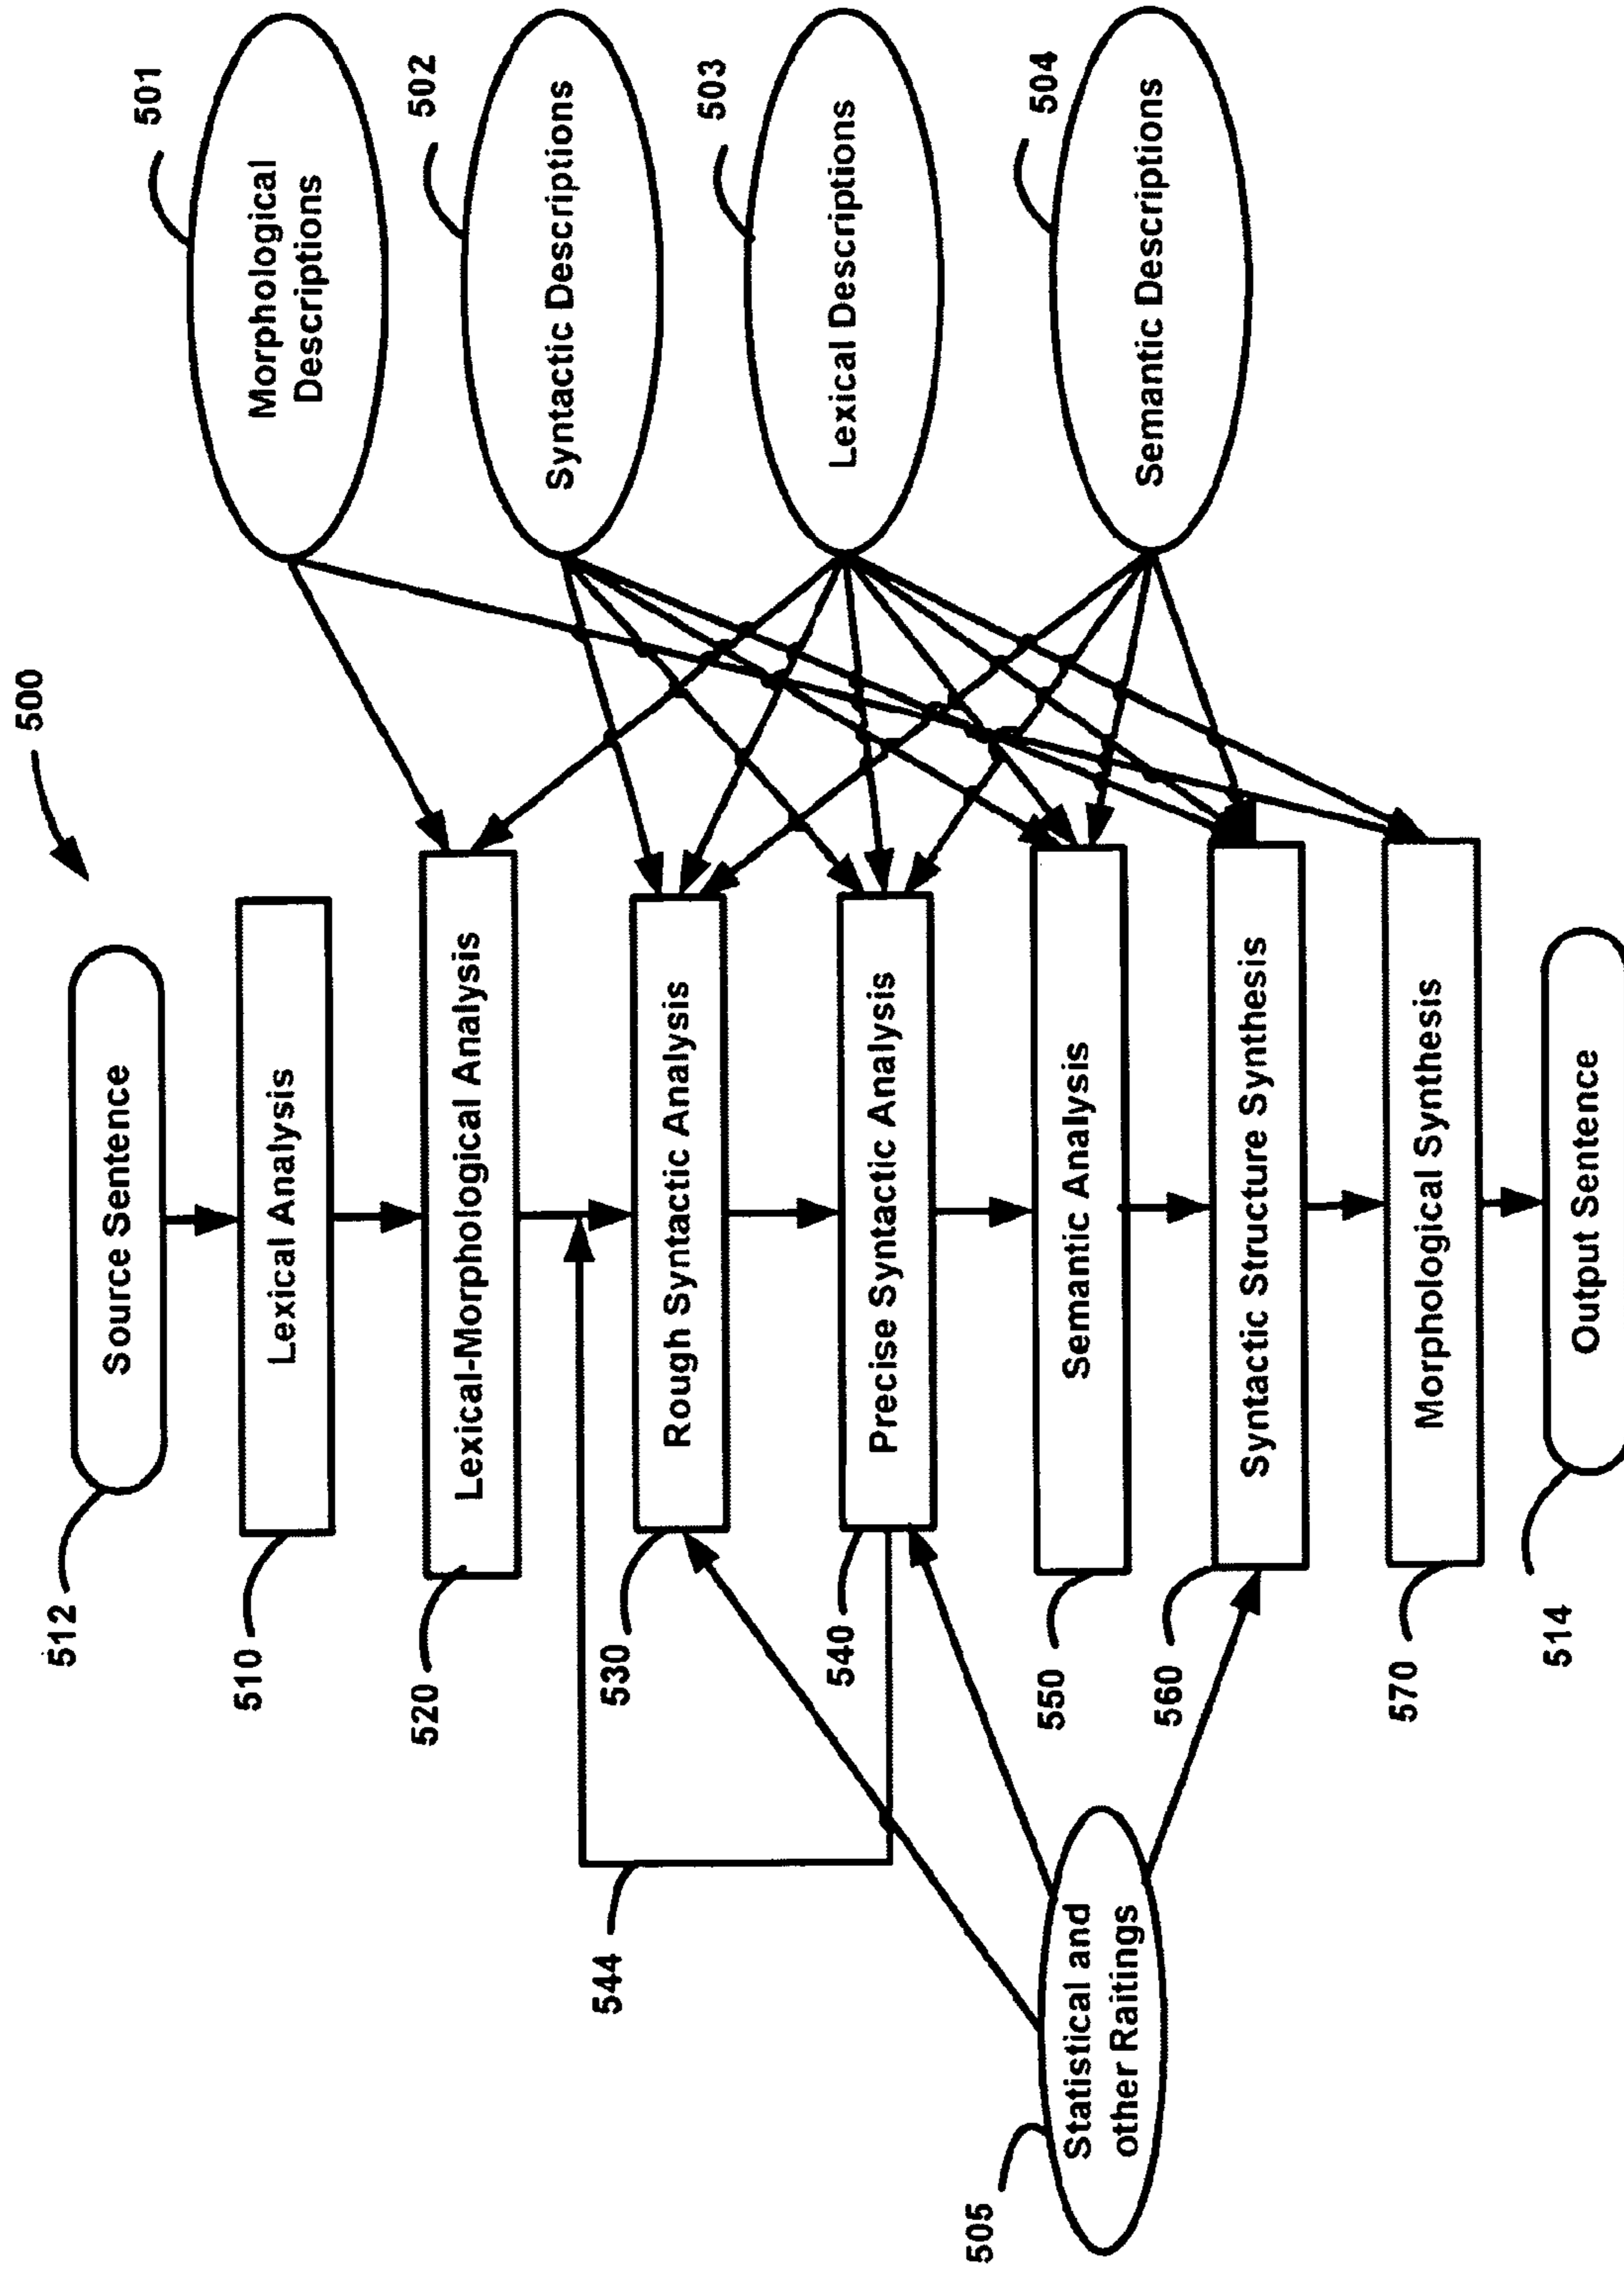 500
512
Source Sentence
510
Lexical Analysis
520
Lexical-Morphological Analysis
530
Rough Syntactic Analysis
540
Precise Syntactic Analysis
544
550
Semantic Analysis
560
Syntactic Structure Synthesis
570
Morphological Synthesis
514
Output Sentence
505
Statistical and
other Raitings
501
Morphological
Descriptions
502
Syntactic Descriptions
503
Lexical Descriptions
504
Semantic Descriptions